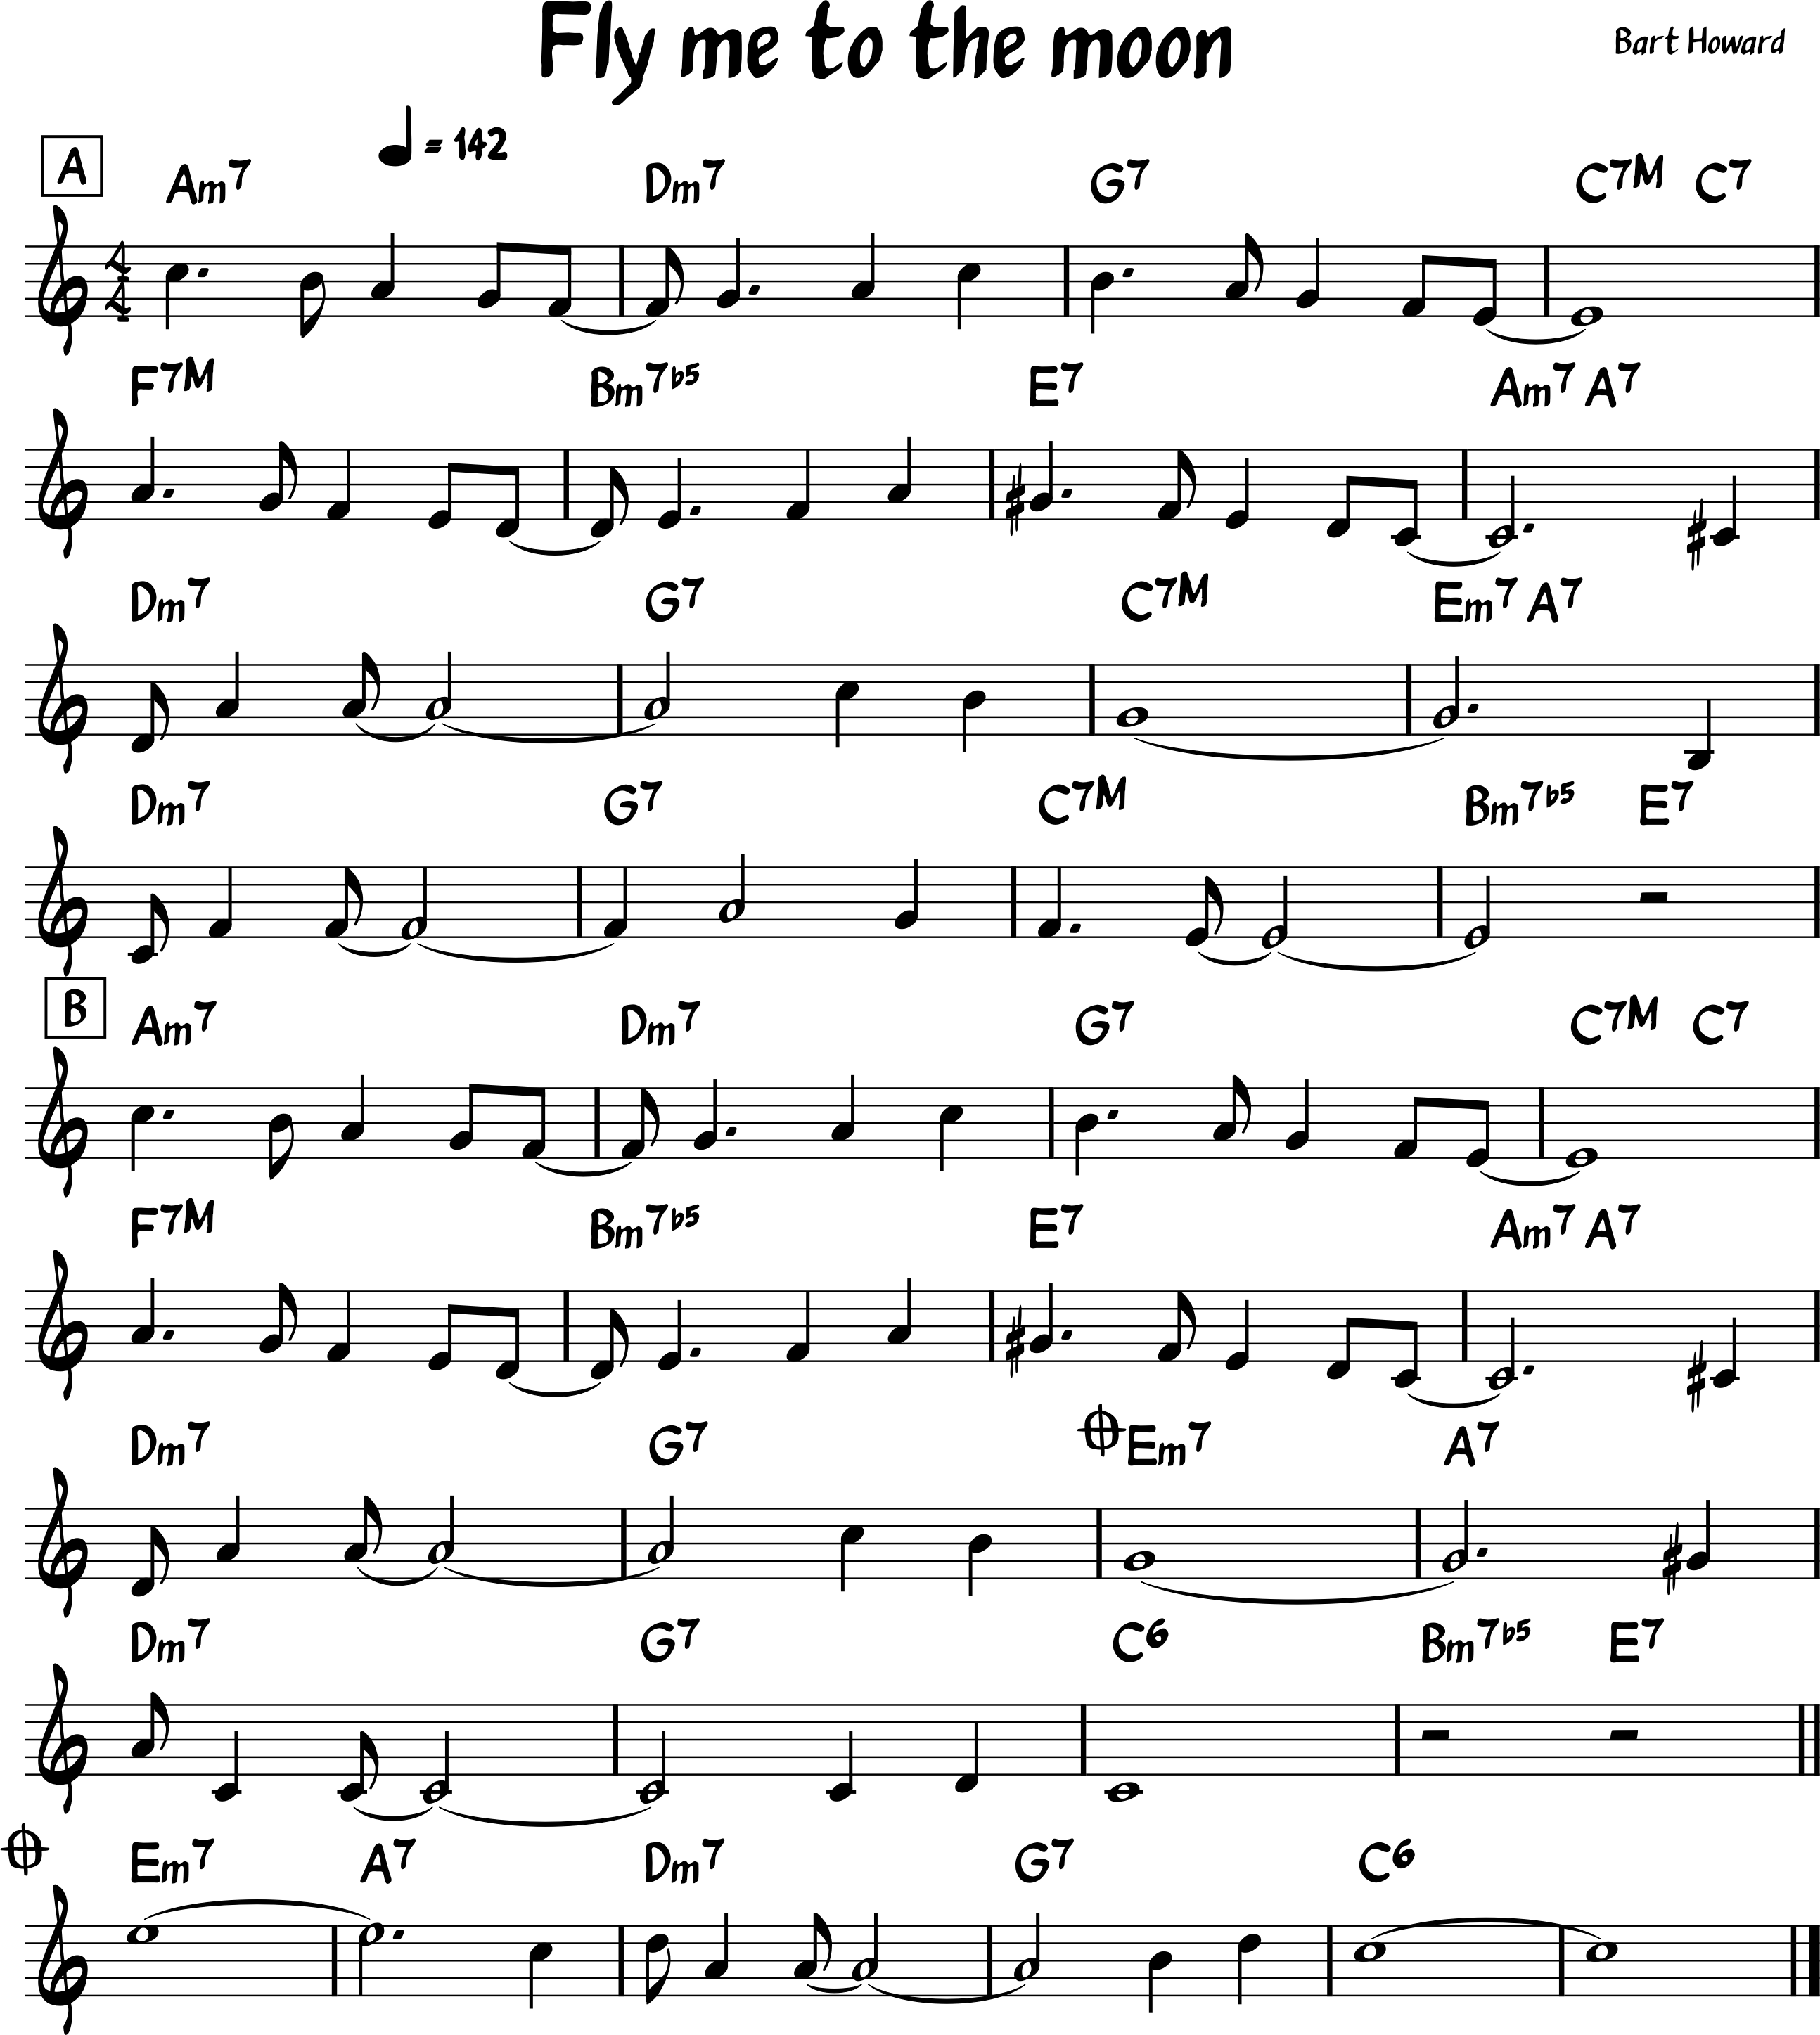 Fly me to the moon
Bart Howard
A
= 142
Am7 Dm7 G7 C7M C7
4
4
F7M Bm7b5 E7 Am7 A7
Dm7 G7 C7M Em7 A7
Dm7 G7 C7M Bm7b5 E7
B
Am7 Dm7 G7 C7M C7
F7M Bm7b5 E7 Am7 A7
Dm7 G7 Em7 A7
Dm7 G7 C6 Bm7b5 E7
Em7 A7 Dm7 G7 C6